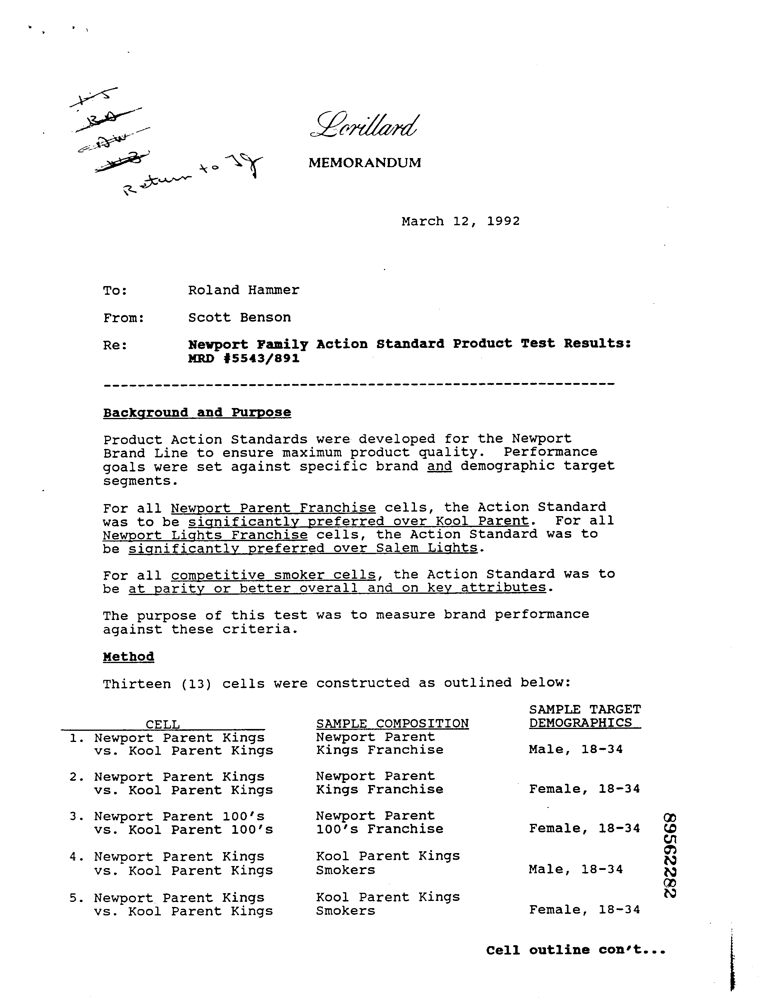 Return to Jg
Lorillard
MEMORANDUM
March 12, 1992
To: Roland Hammer
From: Scott Benson
Re: Newport Family Action Standard Product Test Results:
MRD #5543/891
Background and Purpose
Product Action Standards were developed for the Newport
Brand Line to ensure maximum product quality. Performance
goals were set against specific brand and demographic target
segments.
For all Newport Parent Franchise cells, the Action Standard
was to be significantly preferred over Kool Parent. For all
Newport Lights Franchise cells, the Action Standard was to
be significantly preferred over Salem Lights.
For all competitive smoker cells, the Action Standard was to
be at parity or better overall and on key attributes.
The purpose of this test was to measure brand performance
against these criteria.
Method
Thirteen (13) cells were constructed as outlined below:
SAMPLE TARGET
CELL SAMPLE COMPOSITION DEMOGRAPHICS
1. Newport Parent Kings Newport Parent
vs. Kool Parent Kings Kings Franchise Male, 18-34
2. Newport Parent Kings Newport Parent
vs. Kool Parent Kings Kings Franchise Female, 18-34
3. Newport Parent 100's Newport Parent
vs. Kool Parent 100's 100's Franchise Female, 18-34
4. Newport Parent Kings Kool Parent Kings
vs. Kool Parent Kings Smokers Male, 18-34
5. Newport Parent Kings Kool Parent Kings
vs. Kool Parent Kings Smokers Female, 18-34
89562282
Cell outline con't...